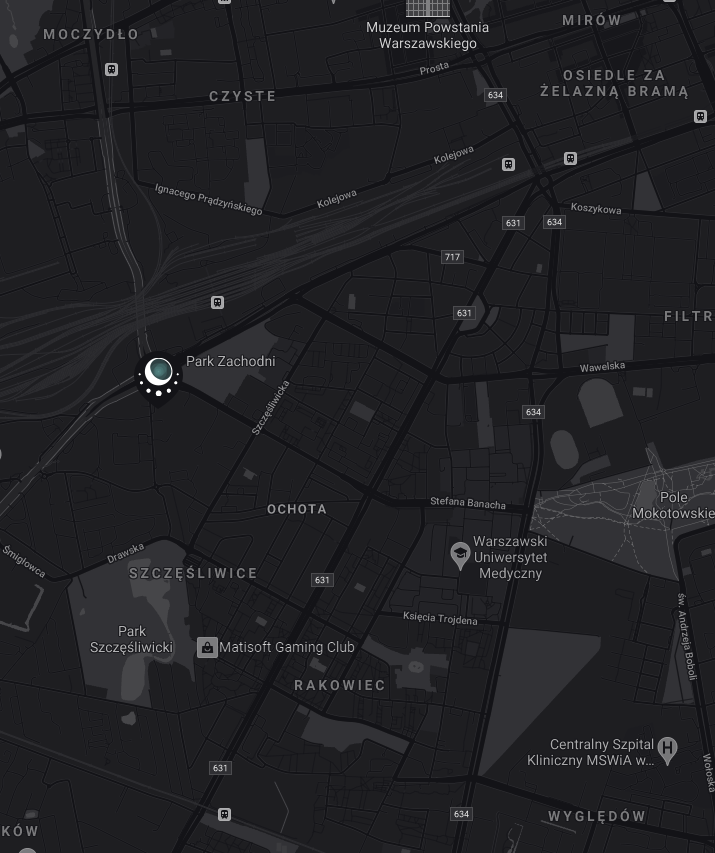 MOCZYDŁO
Muzeum Powstania
Warszawskiego
MIRÓW
Prosta
OSIEDLE ZA
ŻELAZNĄ BRAMĄ
CZYSTE
634
Kolejowa
Ignacego Prądzyńskiego
Kolejowa
Koszykowa
631
634
717
631
FILTR
Park Zachodni
Wawelska
Szczęśliwicka
634
Stefana Banacha
Pole
Mokotowskie
OCHOTA
Warszawski
Uniwersytet
Medyczny
Śmigłowca
Drawska
SZCZĘŚLIWICE
631
Księcia Trojdena
św. Andrzeja Boboli
Park
Szczęśliwicki
Matisoft Gaming Club
RAKOWIEC
Centralny Szpital
Kliniczny MSWiA w...
H
Wołoska
631
634
WYGLĘDÓW
KÓW